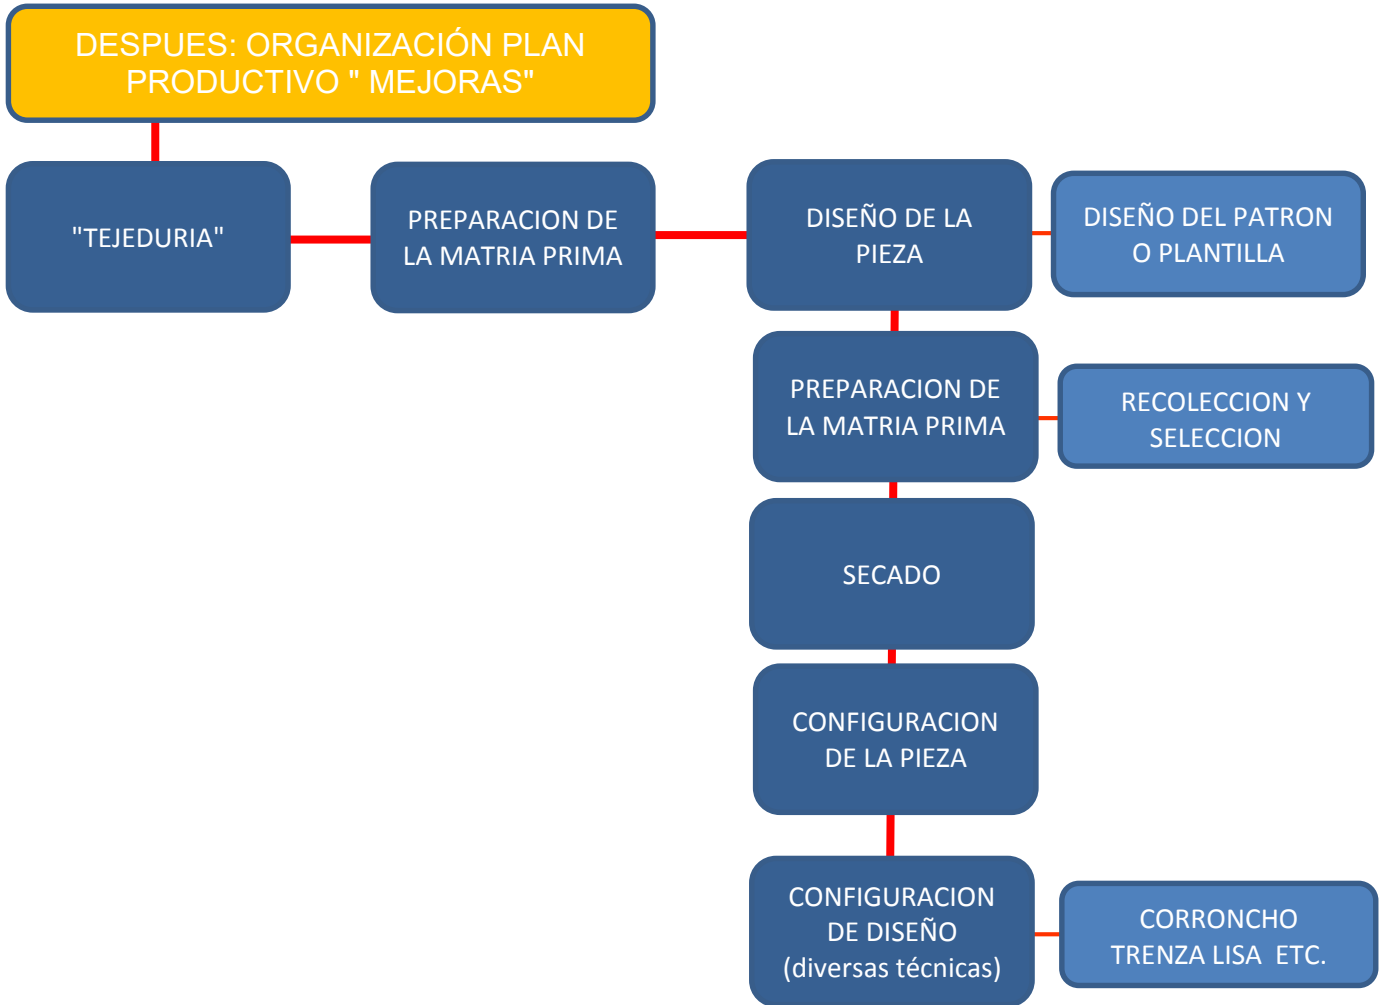 DESPUES: ORGANIZACIÓN PLAN
PRODUCTIVO " MEJORAS"
"TEJEDURIA"
PREPARACION DE
LA MATRIA PRIMA
DISEÑO DE LA
PIEZA
DISEÑO DEL PATRON
O PLANTILLA
PREPARACION DE
LA MATRIA PRIMA
RECOLECCION Y
SELECCION
SECADO
CONFIGURACION
DE LA PIEZA
CONFIGURACION
DE DISEÑO
(diversas técnicas)
CORRONCHO
TRENZA LISA  ETC.